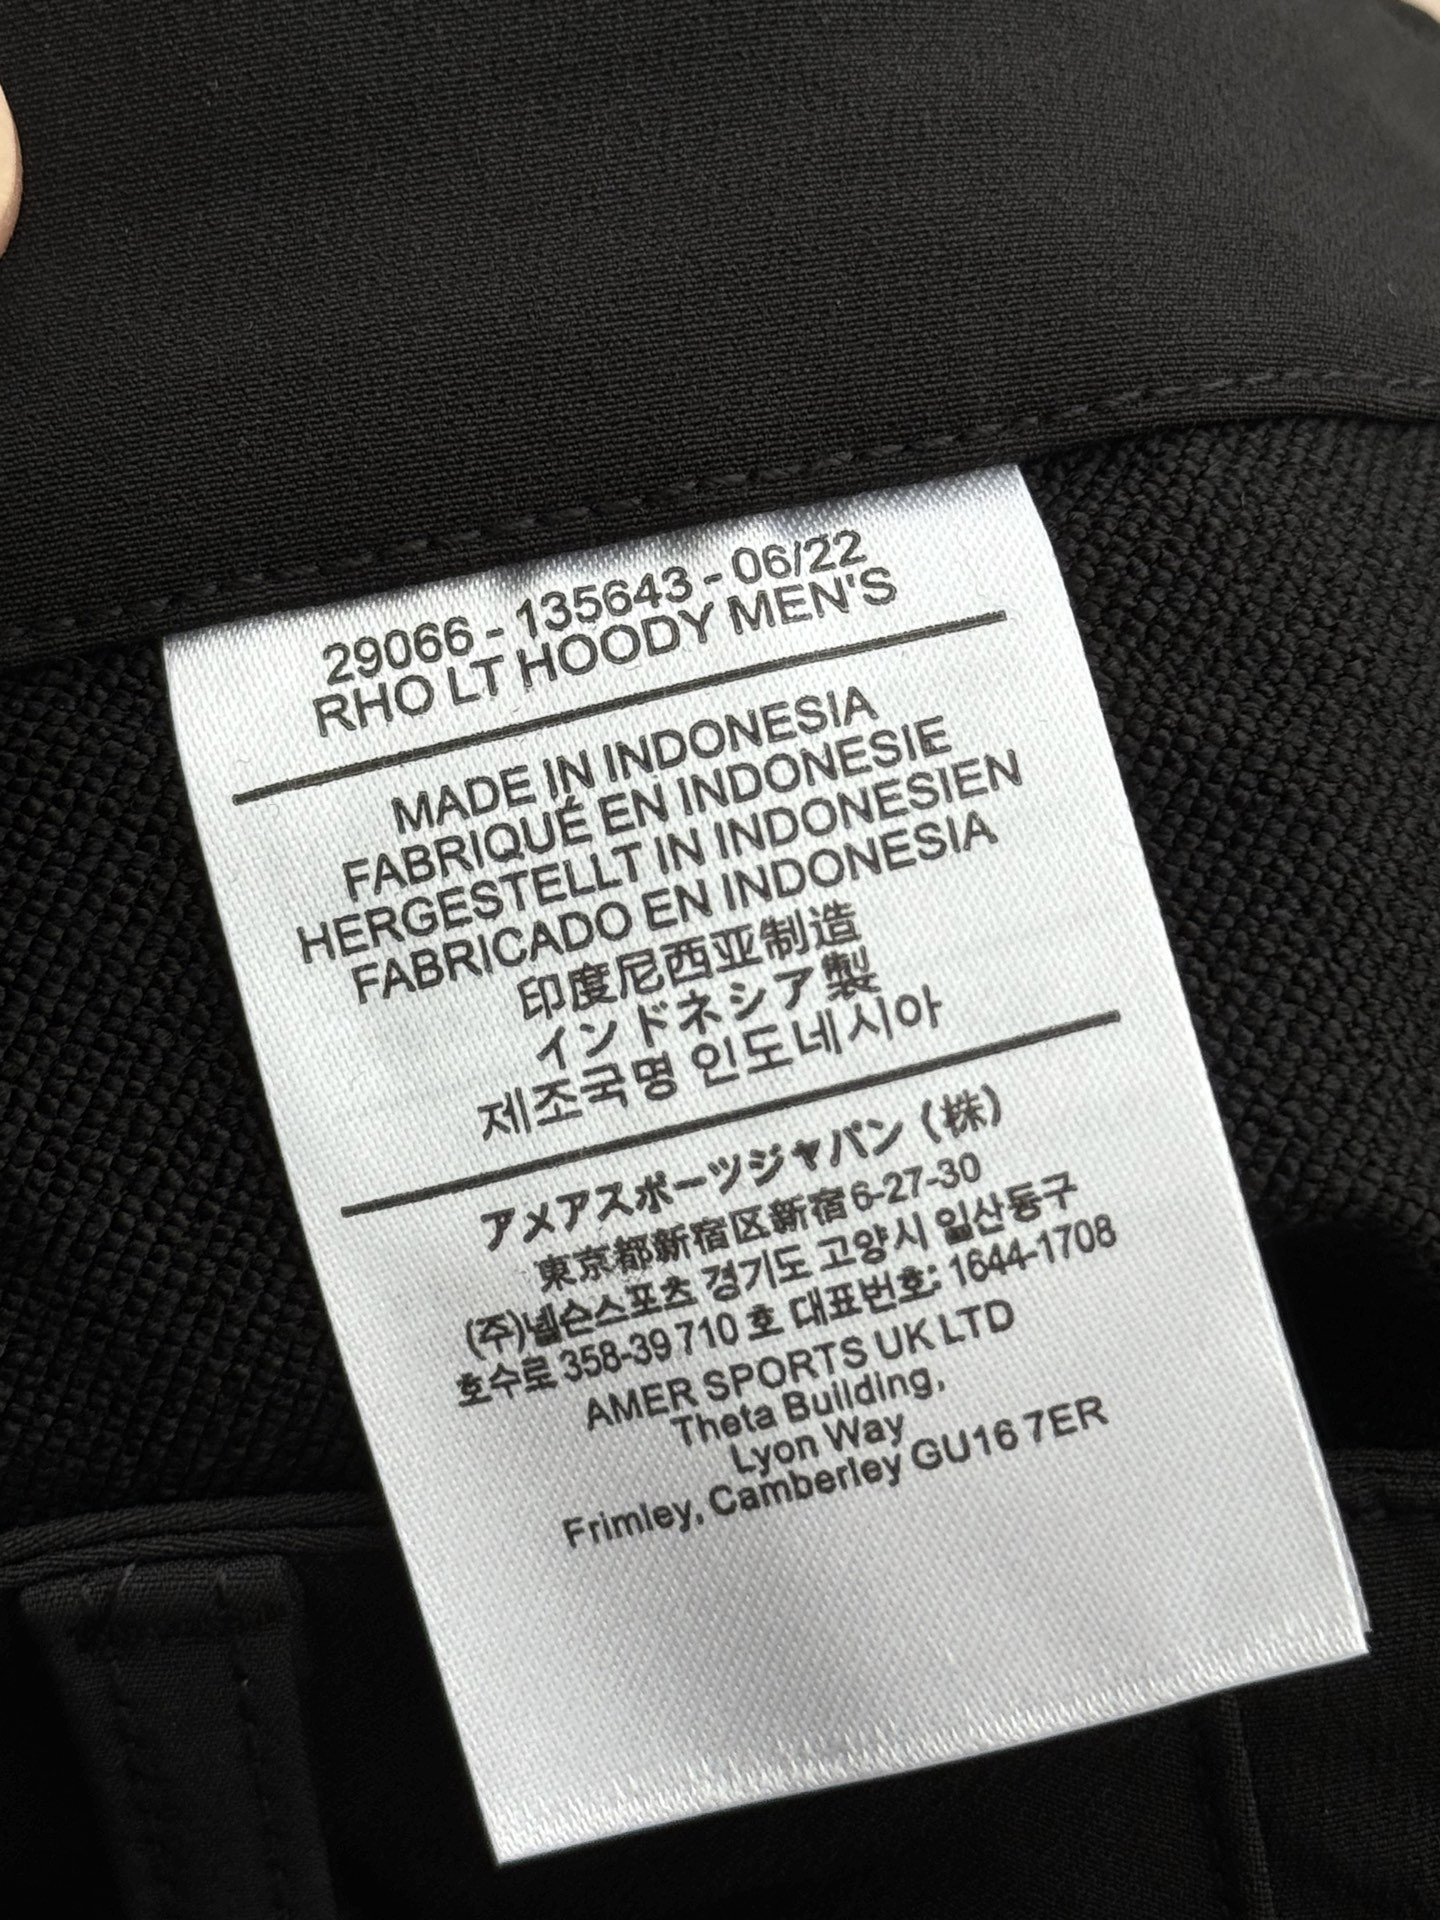 29066 - 135643 - 06/22
RHO LT HOODY MEN'S
MADE IN INDONESIA
FABRIQUÉ EN INDONESIE
HERGESTELLT IN INDONESIEN
FABRICADO EN INDONESIA
印度尼西亚制造
インドネシア製
제조국명 인도네시아
アメアスポーツジャパン（株）
東京都新宿区新宿6-27-30
(주)넬슨스포츠 경기도 고양시 일산동구
호수로 358-39 710 호 대표번호: 1644-1708
AMER SPORTS UK LTD
Theta Building,
Lyon Way
Frimley, Camberley GU16 7ER